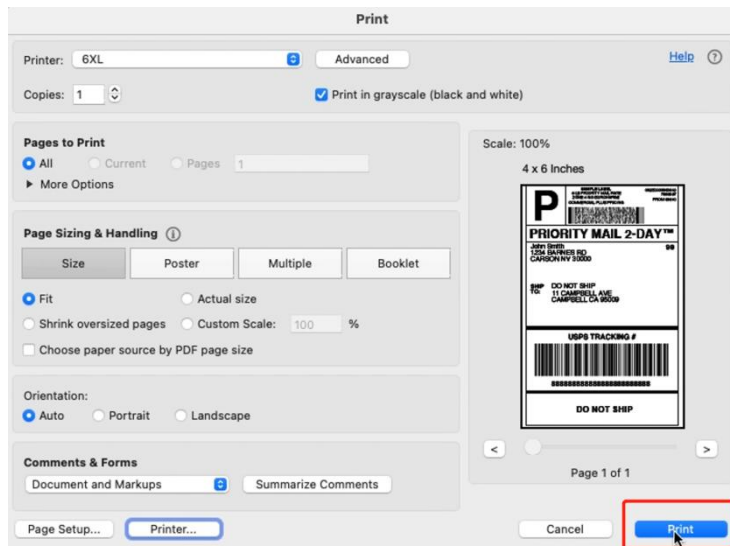 Print
Printer: 6XL Advanced Help ?
Copies: 1 Print in grayscale (black and white)
Pages to Print
All Current Pages 1
More Options
Page Sizing & Handling i
Size Poster Multiple Booklet
Fit Actual size
Shrink oversized pages Custom Scale: 100 %
Choose paper source by PDF page size
Orientation:
Auto Portrait Landscape
Comments & Forms
Document and Markups Summarize Comments
Page Setup... Printer... Cancel Print
Scale: 100%
4 x 6 Inches
P
PRIORITY MAIL 2-DAY™
John Smith
1234 BARNES RD
CARSON NV 30000
SHIP TO: DO NOT SHIP
11 CAMPBELL AVE
CAMPBELL CA 95009
USPS TRACKING #
DO NOT SHIP
< >
Page 1 of 1